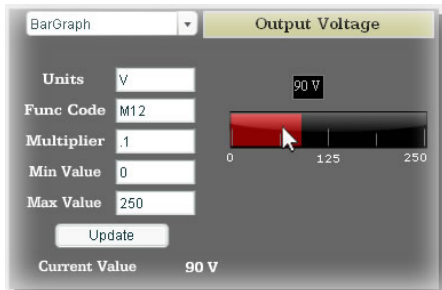 BarGraph
Output Voltage
Units V
90 V
Func Code M12
Multiplier .1
0 125 250
Min Value 0
Max Value 250
Update
Current Value 90 V